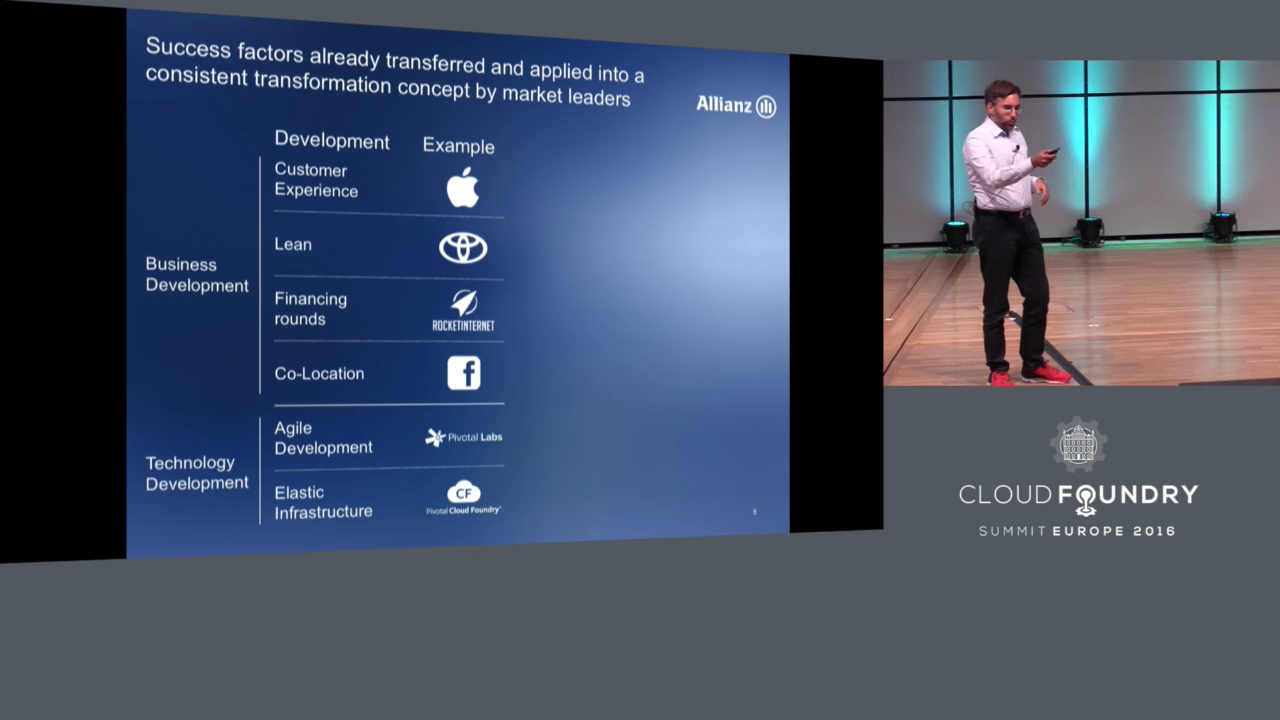 Success factors already transferred and applied into a
consistent transformation concept by market leaders
Allianz
Development
Example
Customer
Experience
Lean
Financing
rounds
ROCKETINTERNET
Co-Location
Business
Development
Agile
Development
Pivotal Labs
Elastic
Infrastructure
CF
Pivotal Cloud Foundry
Technology
Development
5
CLOUD FOUNDRY
SUMMIT EUROPE 2016